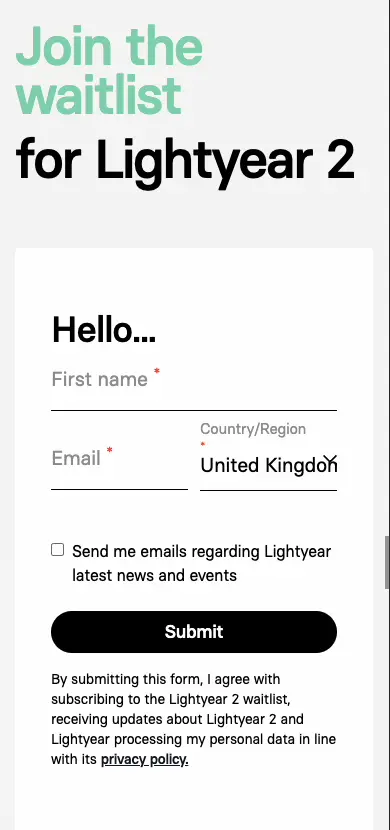 Join the
waitlist
for Lightyear 2
Hello...
First name *
Country/Region
*
Email *
United Kingdom
Send me emails regarding Lightyear
latest news and events
Submit
By submitting this form, I agree with
subscribing to the Lightyear 2 waitlist,
receiving updates about Lightyear 2 and
Lightyear processing my personal data in line
with its privacy policy.